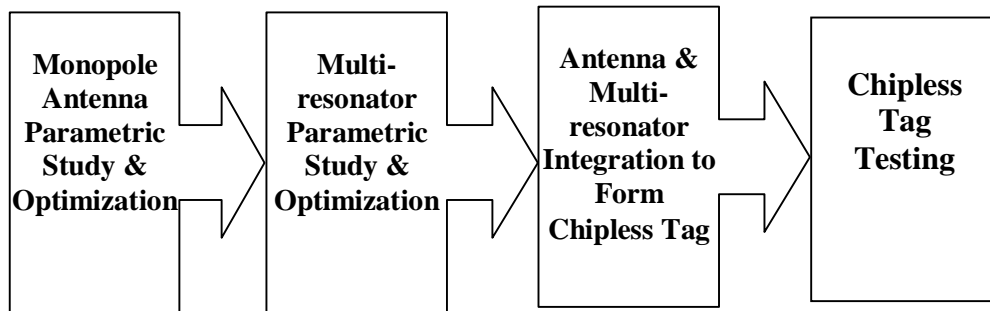 Monopole
Antenna
Parametric
Study &
Optimization
Multi-
resonator
Parametric
Study &
Optimization
Antenna &
Multi-
resonator
Integration to
Form
Chipless Tag
Chipless
Tag
Testing